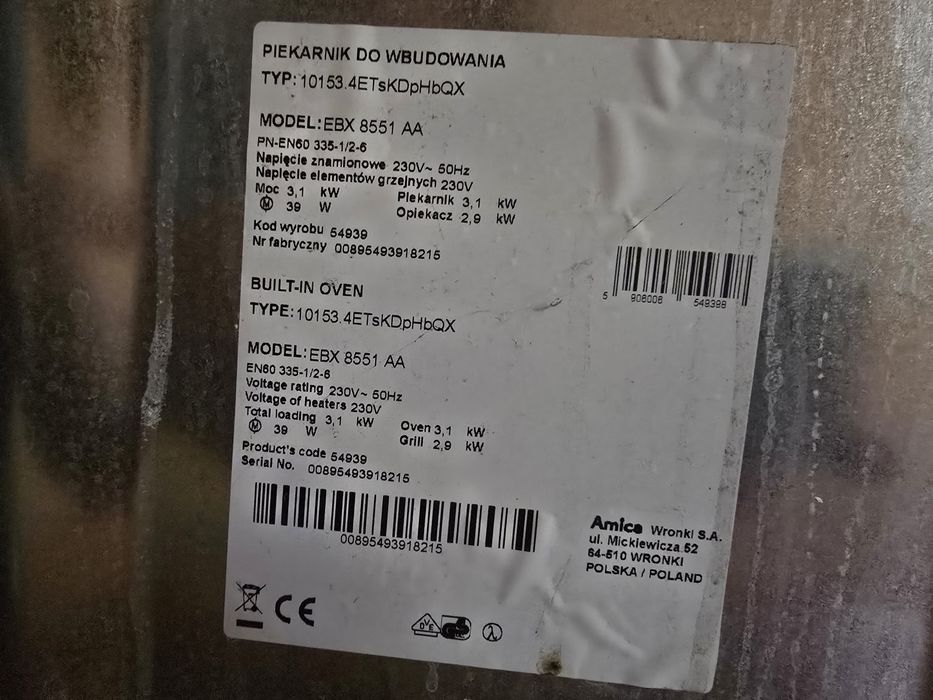 PIEKARNIK DO WBUDOWANIA
TYP: 10153.4ETsKDpHbQX
MODEL: EBX 8551 AA
PN-EN60 335-1/2-6
Napięcie znamionowe 230V~ 50Hz
Napięcie elementów grzejnych 230V
Moc 3,1 kW Piekarnik 3,1 kW
M 39 W Opiekacz 2,9 kW
Kod wyrobu 54939
Nr fabryczny 00895493918215
5 906006 549398
BUILT-IN OVEN
TYPE: 10153.4ETsKDpHbQX
MODEL: EBX 8551 AA
EN60 335-1/2-6
Voltage rating 230V~ 50Hz
Voltage of heaters 230V
Total loading 3,1 kW Oven 3,1 kW
M 39 W Grill 2,9 kW
Product's code 54939
Serial No. 00895493918215
00895493918215
Amica Wronki S.A.
ul. Mickiewicza 52
64-510 WRONKI
POLSKA / POLAND
CE
DVE